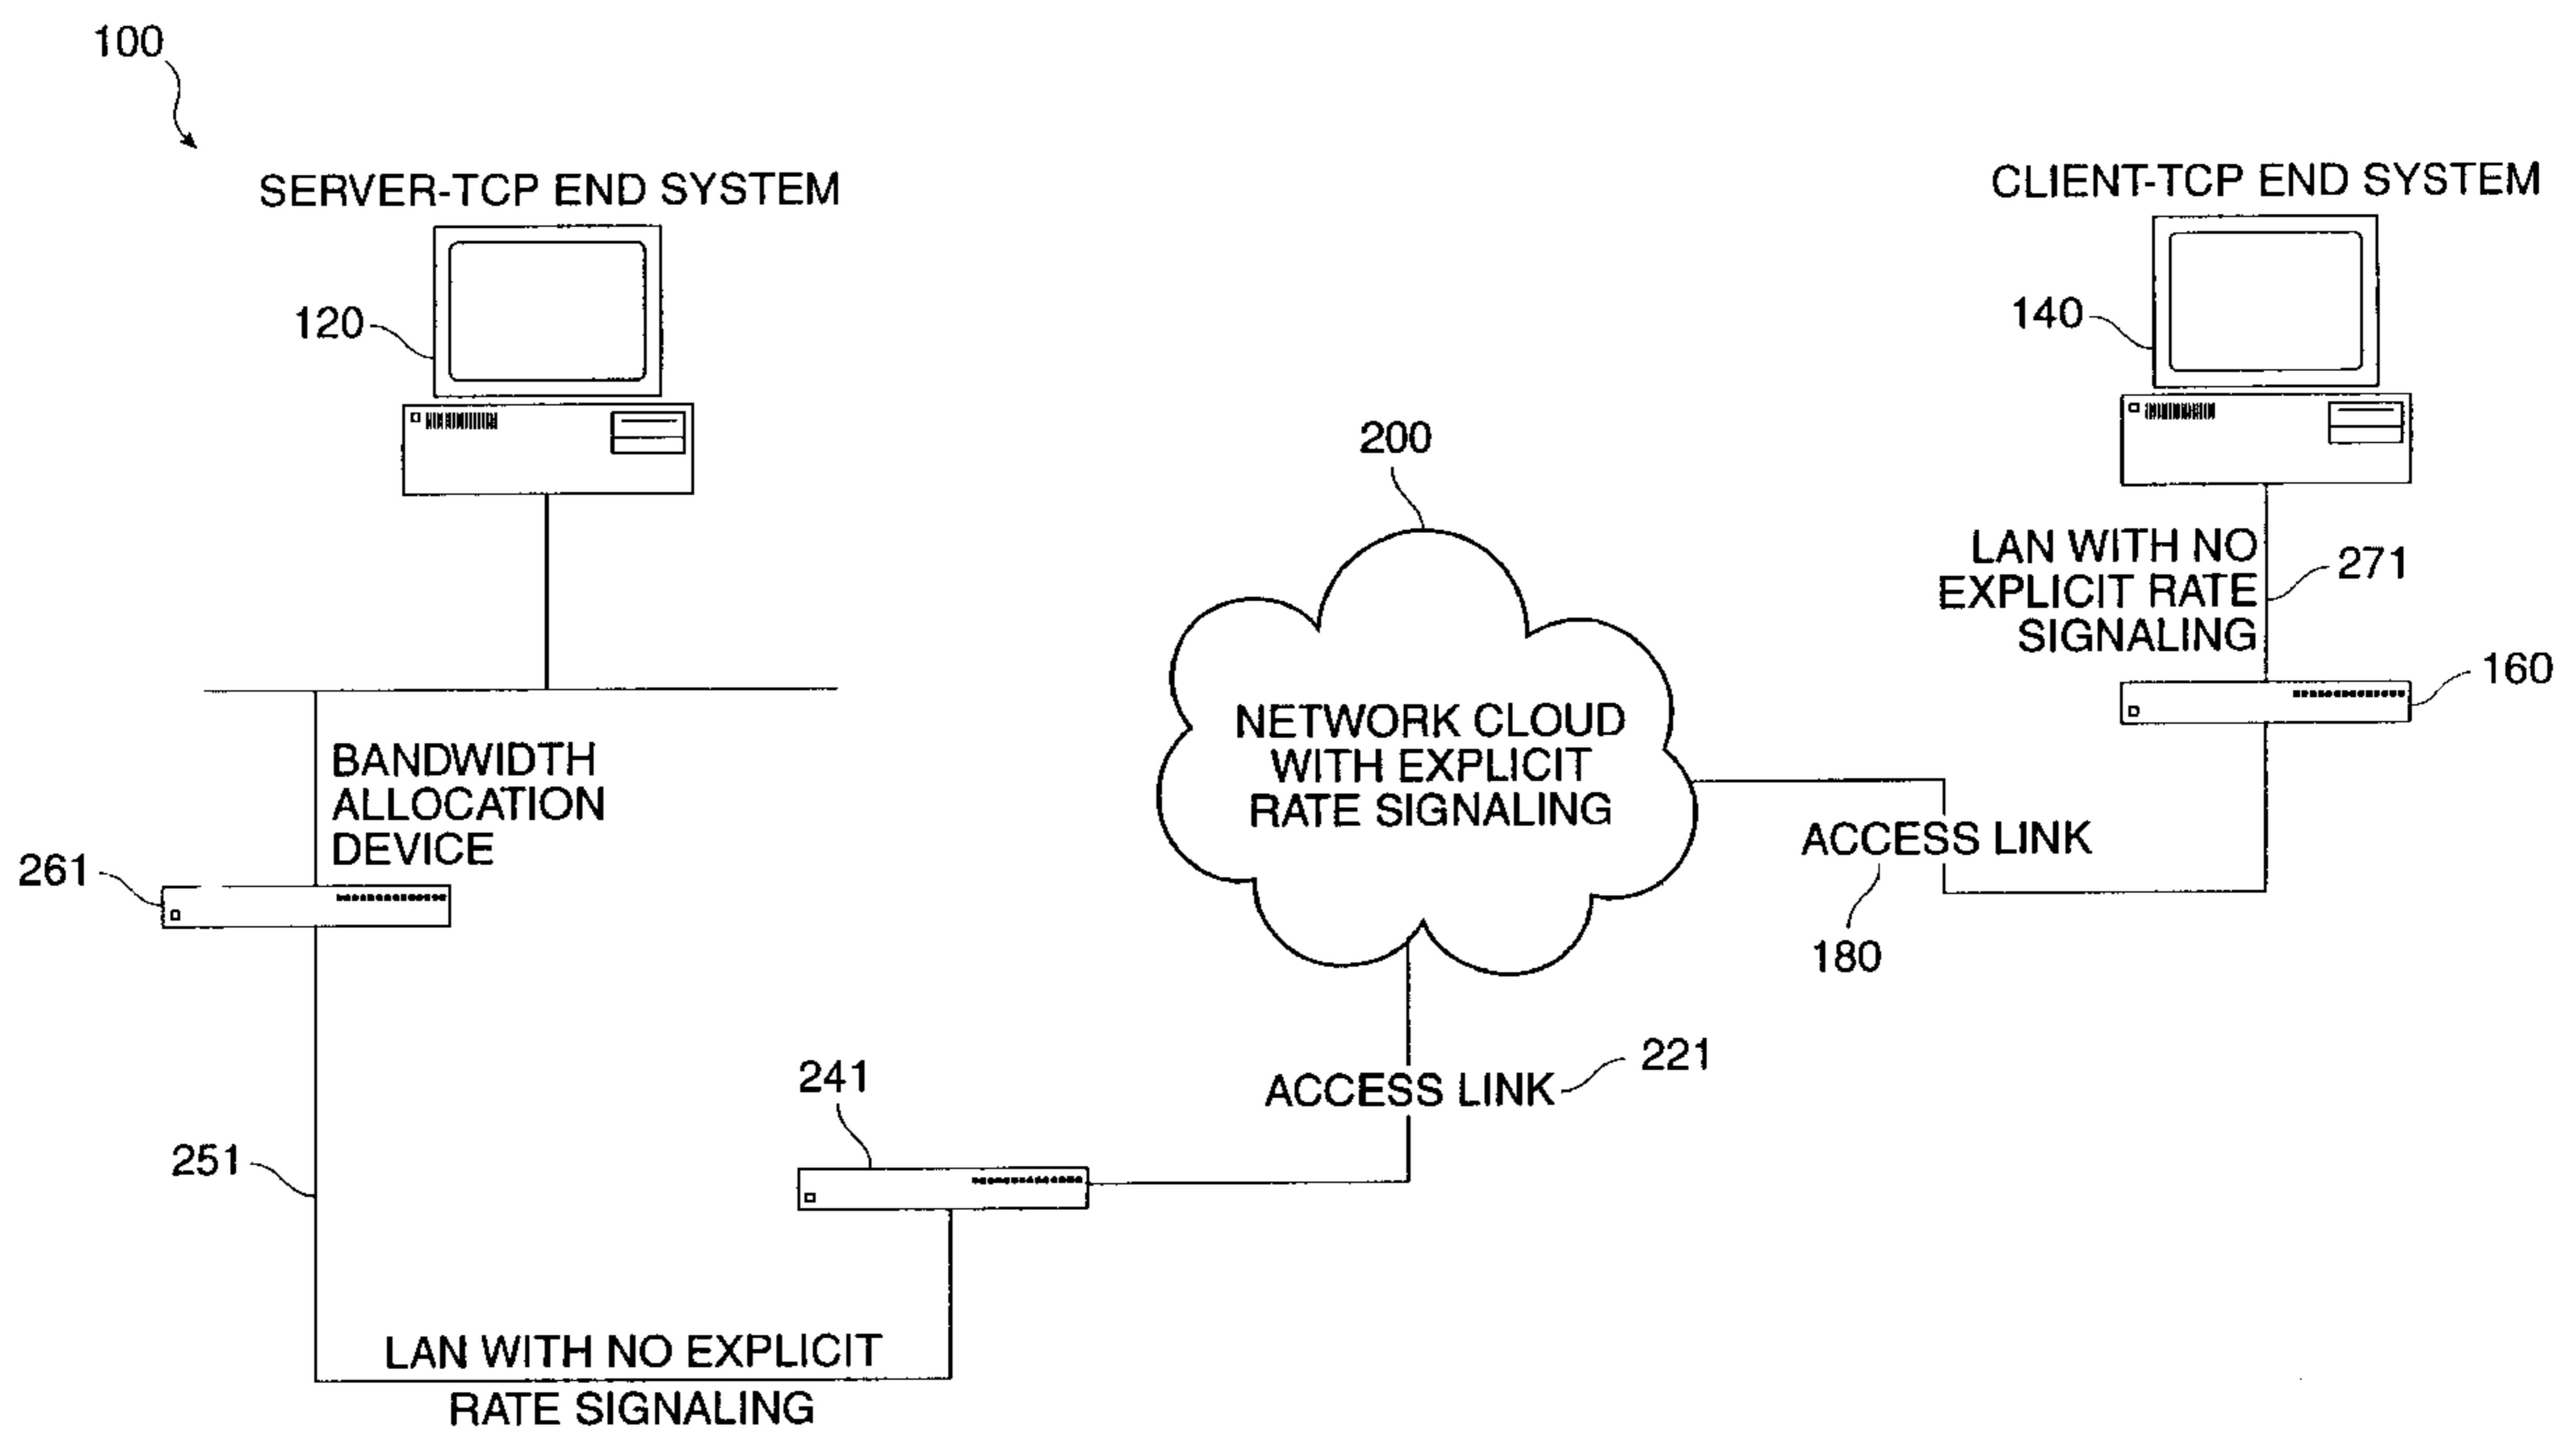 100
SERVER-TCP END SYSTEM
CLIENT-TCP END SYSTEM
120
140
200
LAN WITH NO
EXPLICIT RATE
SIGNALING
271
160
NETWORK CLOUD
WITH EXPLICIT
RATE SIGNALING
BANDWIDTH
ALLOCATION
DEVICE
261
ACCESS LINK
180
241
ACCESS LINK
221
251
LAN WITH NO EXPLICIT
RATE SIGNALING